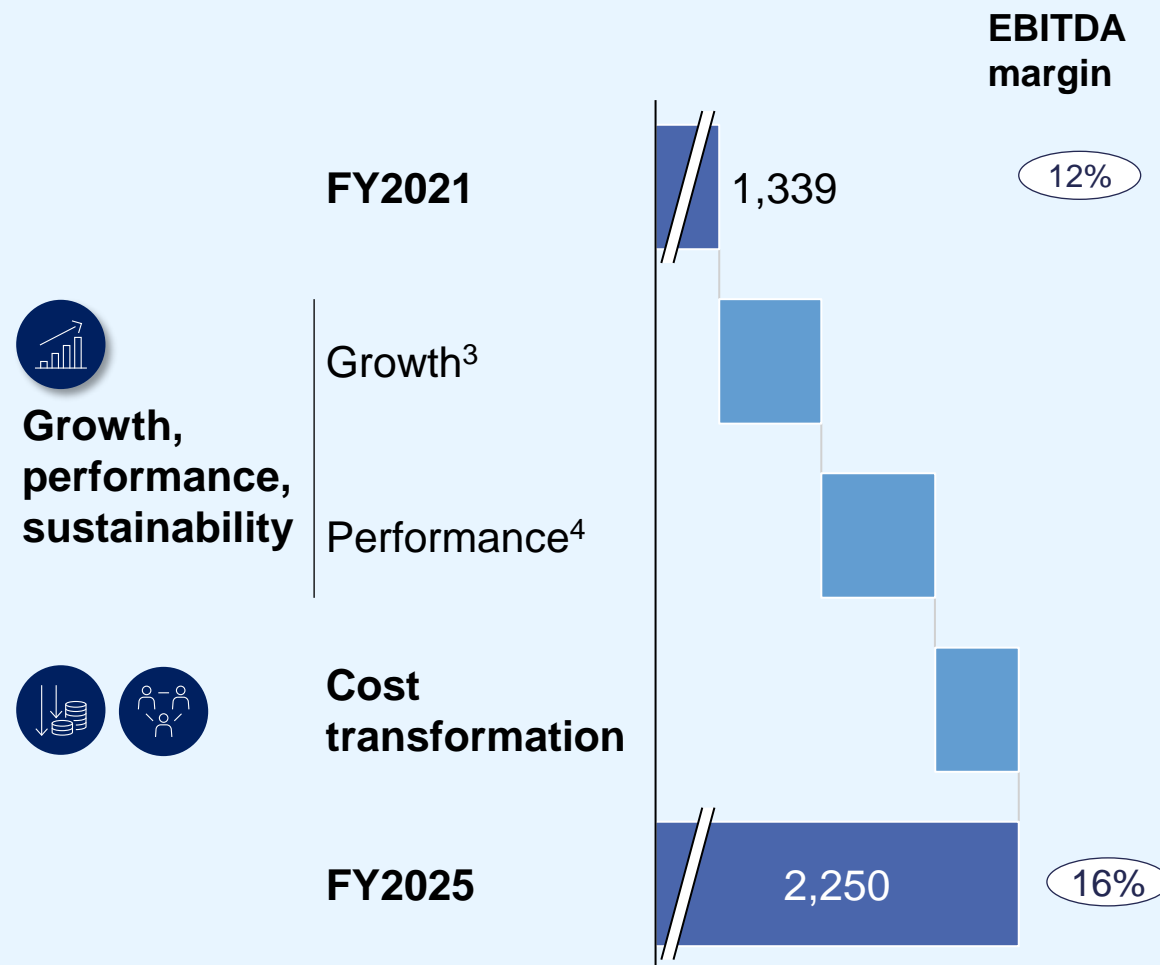 EBITDA
margin
FY2021
1,339
12%
Growth3
Growth,
performance,
sustainability
Performance4
Cost
transformation
FY2025
2,250
16%